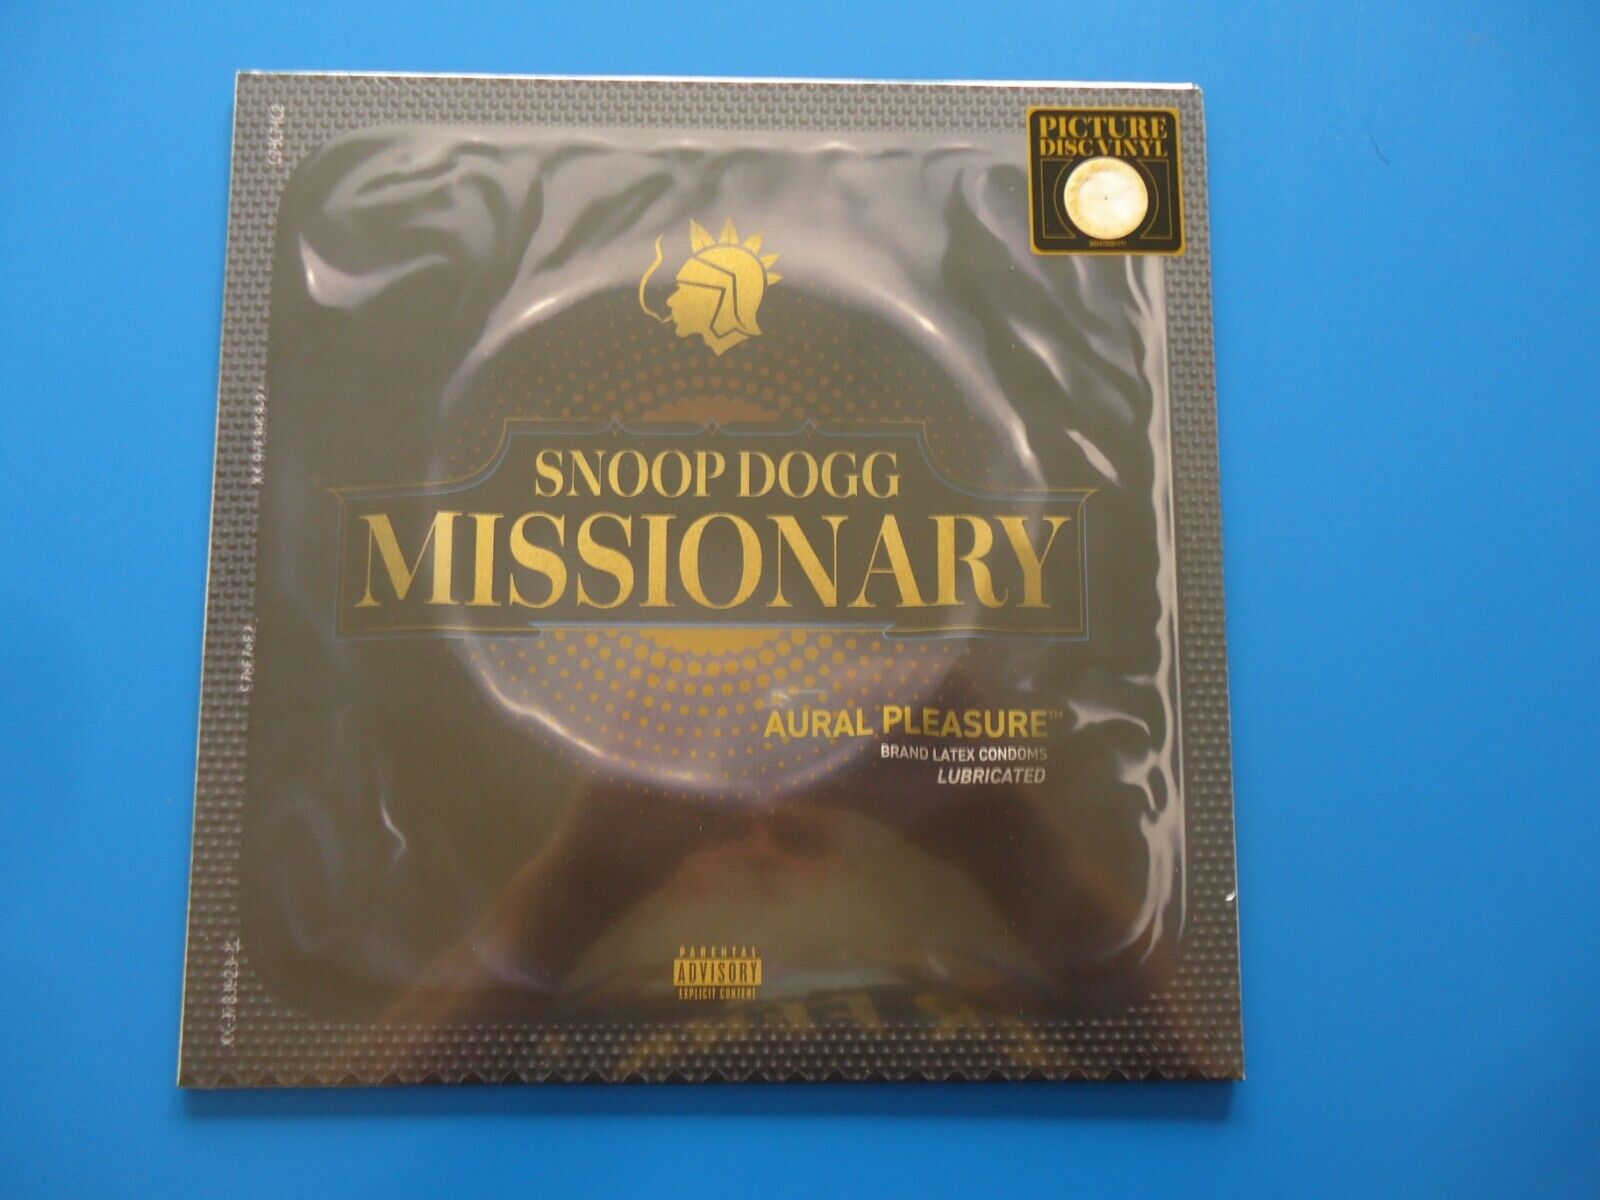 PICTURE
DISC VINYL
SNOOP DOGG
MISSIONARY
AURAL PLEASURE™
BRAND LATEX CONDOMS
LUBRICATED
PARENTAL
ADVISORY
EXPLICIT CONTENT